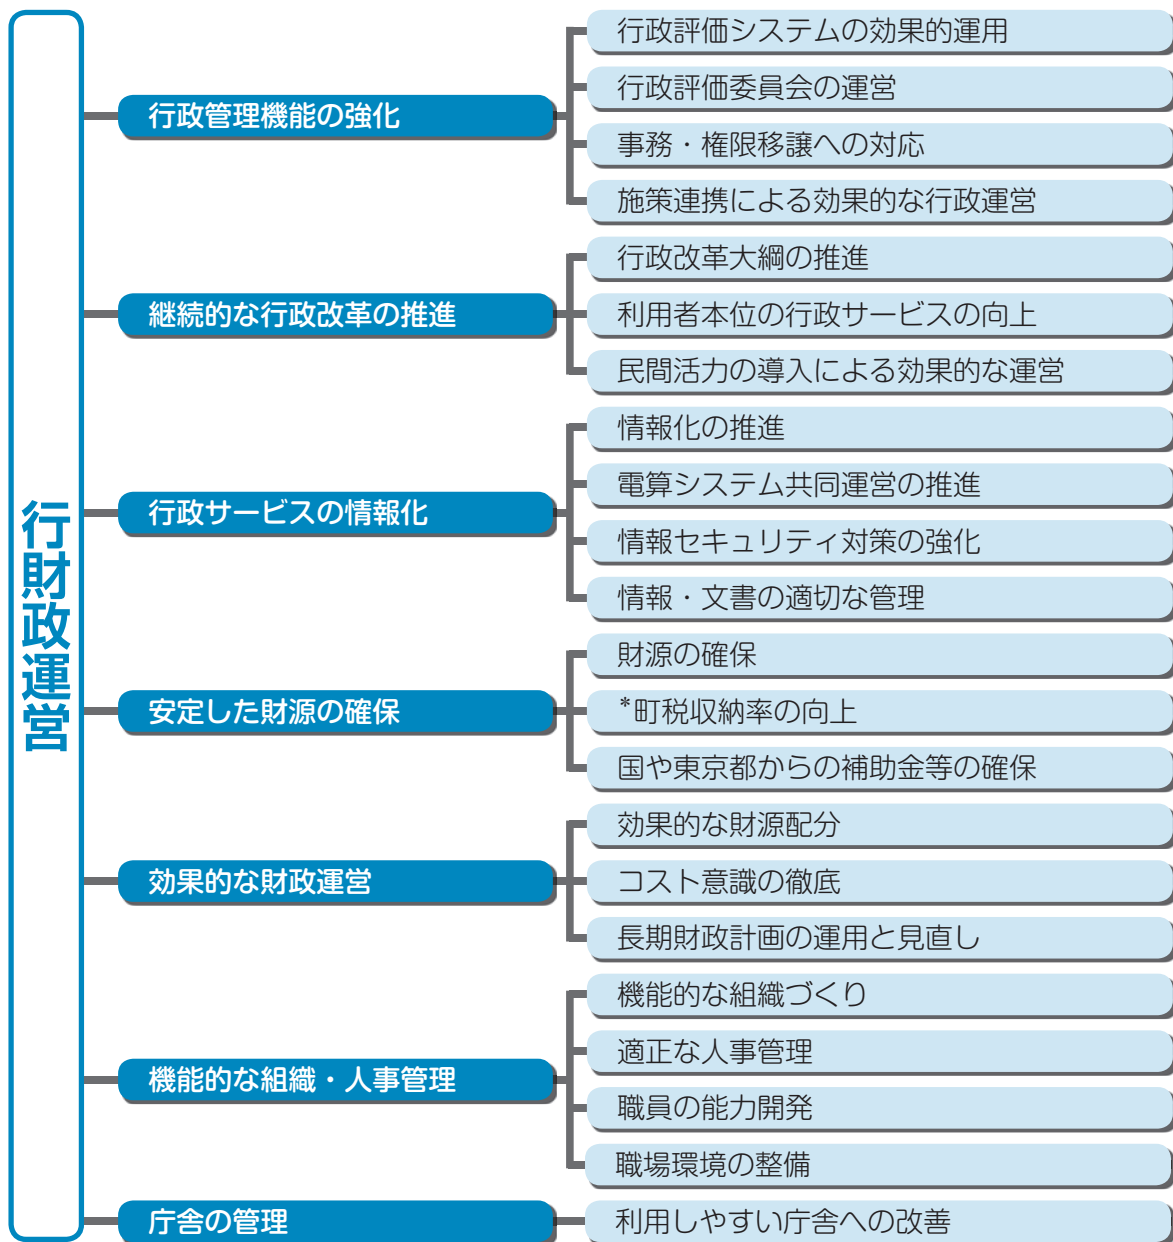 行財政運営
行政管理機能の強化
行政評価システムの効果的運用
行政評価委員会の運営
事務・権限移譲への対応
施策連携による効果的な行政運営
継続的な行政改革の推進
行政改革大綱の推進
利用者本位の行政サービスの向上
民間活力の導入による効果的な運営
行政サービスの情報化
情報化の推進
電算システム共同運営の推進
情報セキュリティ対策の強化
情報・文書の適切な管理
安定した財源の確保
財源の確保
*町税収納率の向上
国や東京都からの補助金等の確保
効果的な財政運営
効果的な財源配分
コスト意識の徹底
長期財政計画の運用と見直し
機能的な組織・人事管理
機能的な組織づくり
適正な人事管理
職員の能力開発
職場環境の整備
庁舎の管理
利用しやすい庁舎への改善